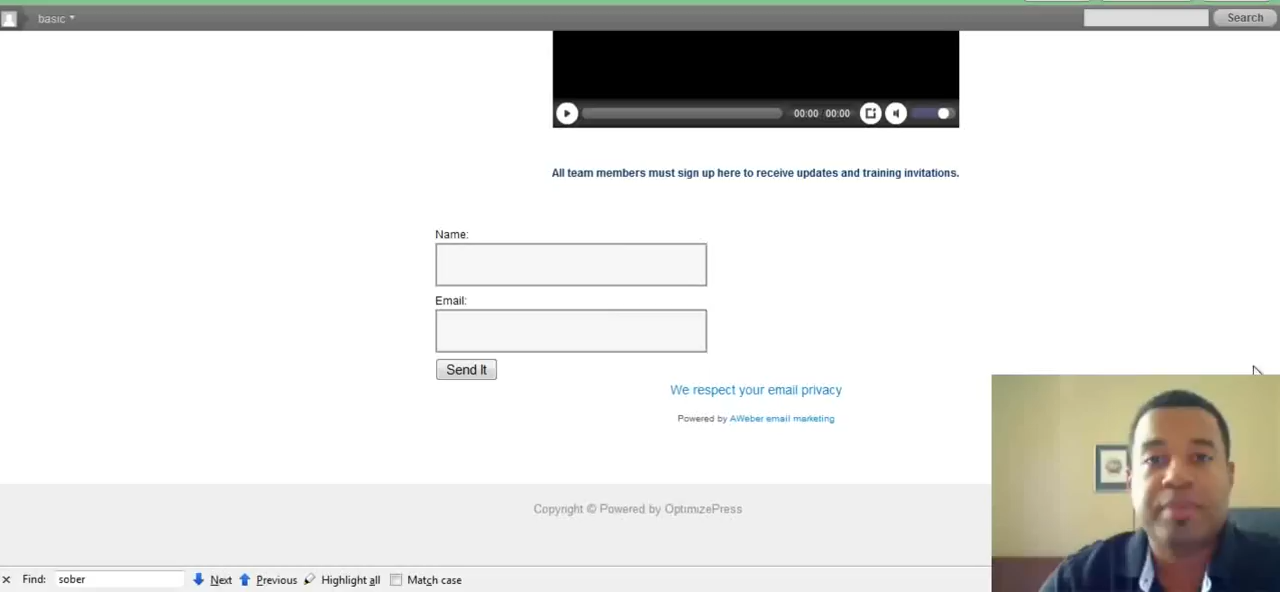 basic
Search
00:00 00:00
All team members must sign up here to receive updates and training invitations.
Name:
Email:
Send It
We respect your email privacy
Powered by AWeber email marketing
Copyright © Powered by OptimizePress
Find: sober Next Previous Highlight all Match case